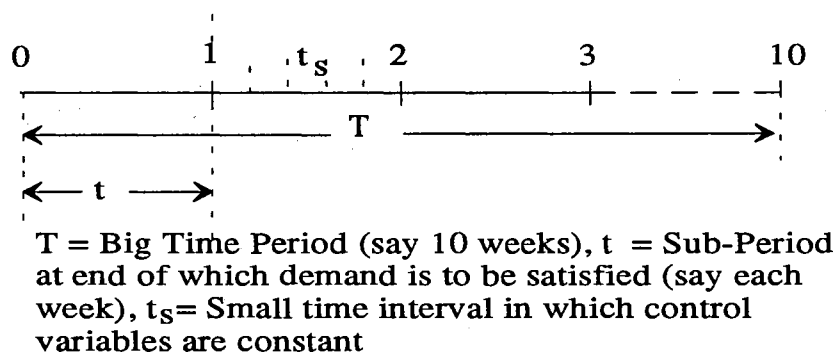 0 1 t_s 2 3 10
T
t
T = Big Time Period (say 10 weeks), t = Sub-Period
at end of which demand is to be satisfied (say each
week), t_s= Small time interval in which control
variables are constant